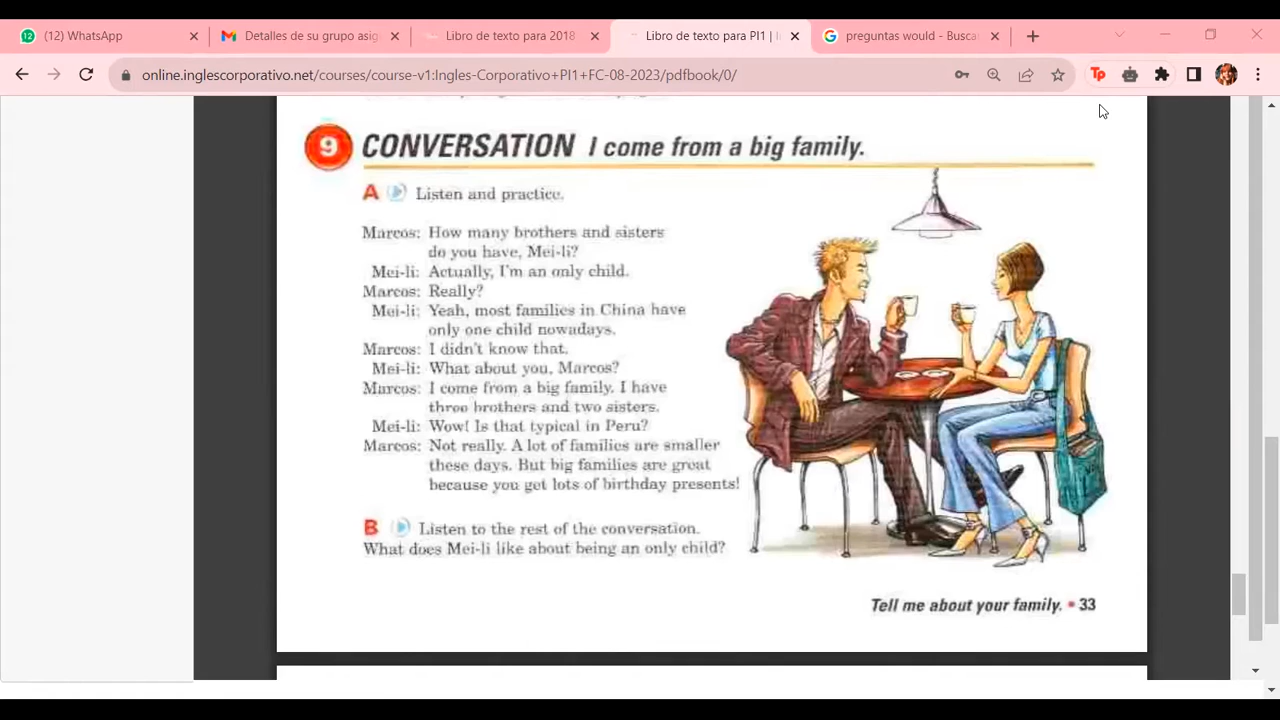 12
(12) WhatsApp
Detalles de su grupo asig
Libro de texto para 2018
Libro de texto para PI1 | I
preguntas would - Busca
online.inglescorporativo.net/courses/course-v1:Ingles-Corporativo+PI1+FC-08-2023/pdfbook/0/
Tp
9 CONVERSATION I come from a big family.
A Listen and practice.
Marcos: How many brothers and sisters
do you have, Mei-li?
Mei-li: Actually, I'm an only child.
Marcos: Really?
Mei-li: Yeah, most families in China have
only one child nowadays.
Marcos: I didn't know that.
Mei-li: What about you, Marcos?
Marcos: I come from a big family. I have
three brothers and two sisters.
Mei-li: Wow! Is that typical in Peru?
Marcos: Not really. A lot of families are smaller
these days. But big families are great
because you get lots of birthday presents!
B Listen to the rest of the conversation.
What does Mei-li like about being an only child?
Tell me about your family. • 33